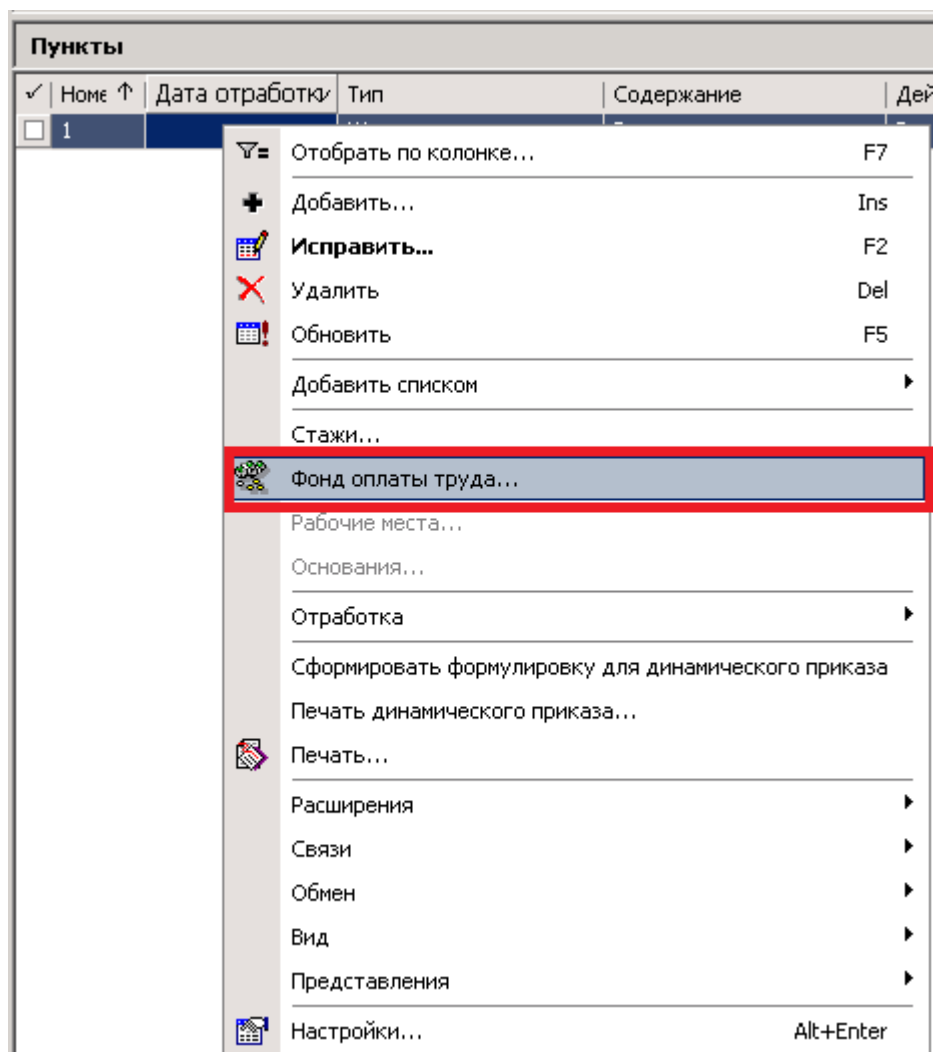 Пункты
Номе Дата отработки Тип Содержание Дей
1
Отобрать по колонке... F7
Добавить... Ins
Исправить... F2
Удалить Del
Обновить F5
Добавить списком
Стажи...
Фонд оплаты труда...
Рабочие места...
Основания...
Отработка
Сформировать формулировку для динамического приказа
Печать динамического приказа...
Печать...
Расширения
Связи
Обмен
Вид
Представления
Настройки... Alt+Enter